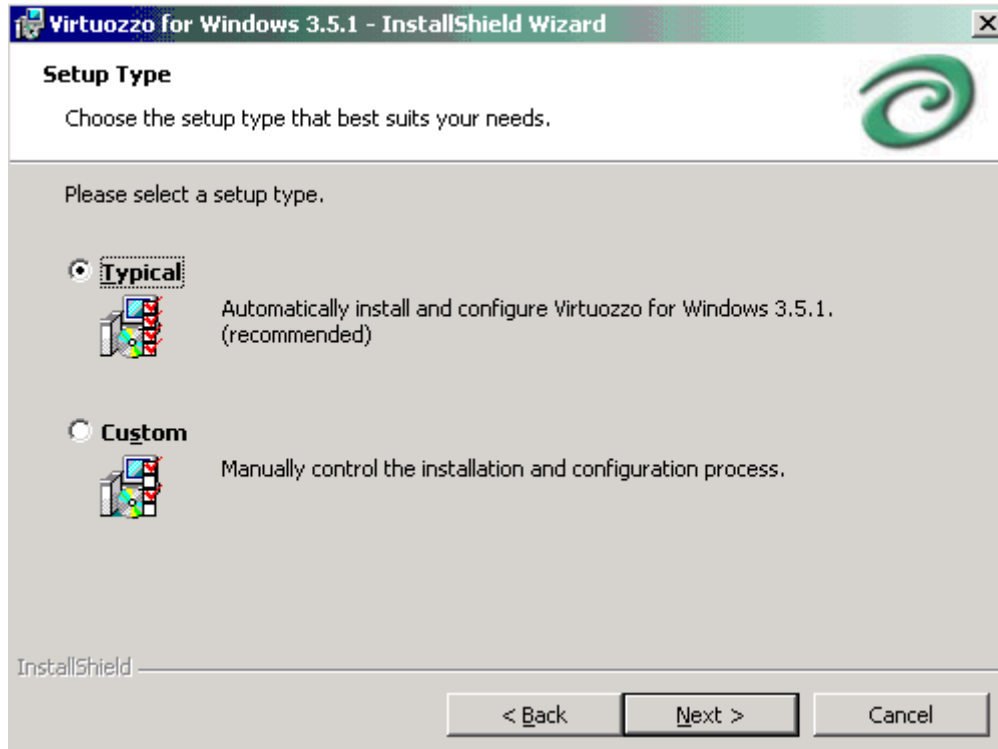 Virtuozzo for Windows 3.5.1 - InstallShield Wizard
Setup Type
Choose the setup type that best suits your needs.
Please select a setup type.
Typical
Automatically install and configure Virtuozzo for Windows 3.5.1.
(recommended)
Custom
Manually control the installation and configuration process.
InstallShield
< Back
Next >
Cancel